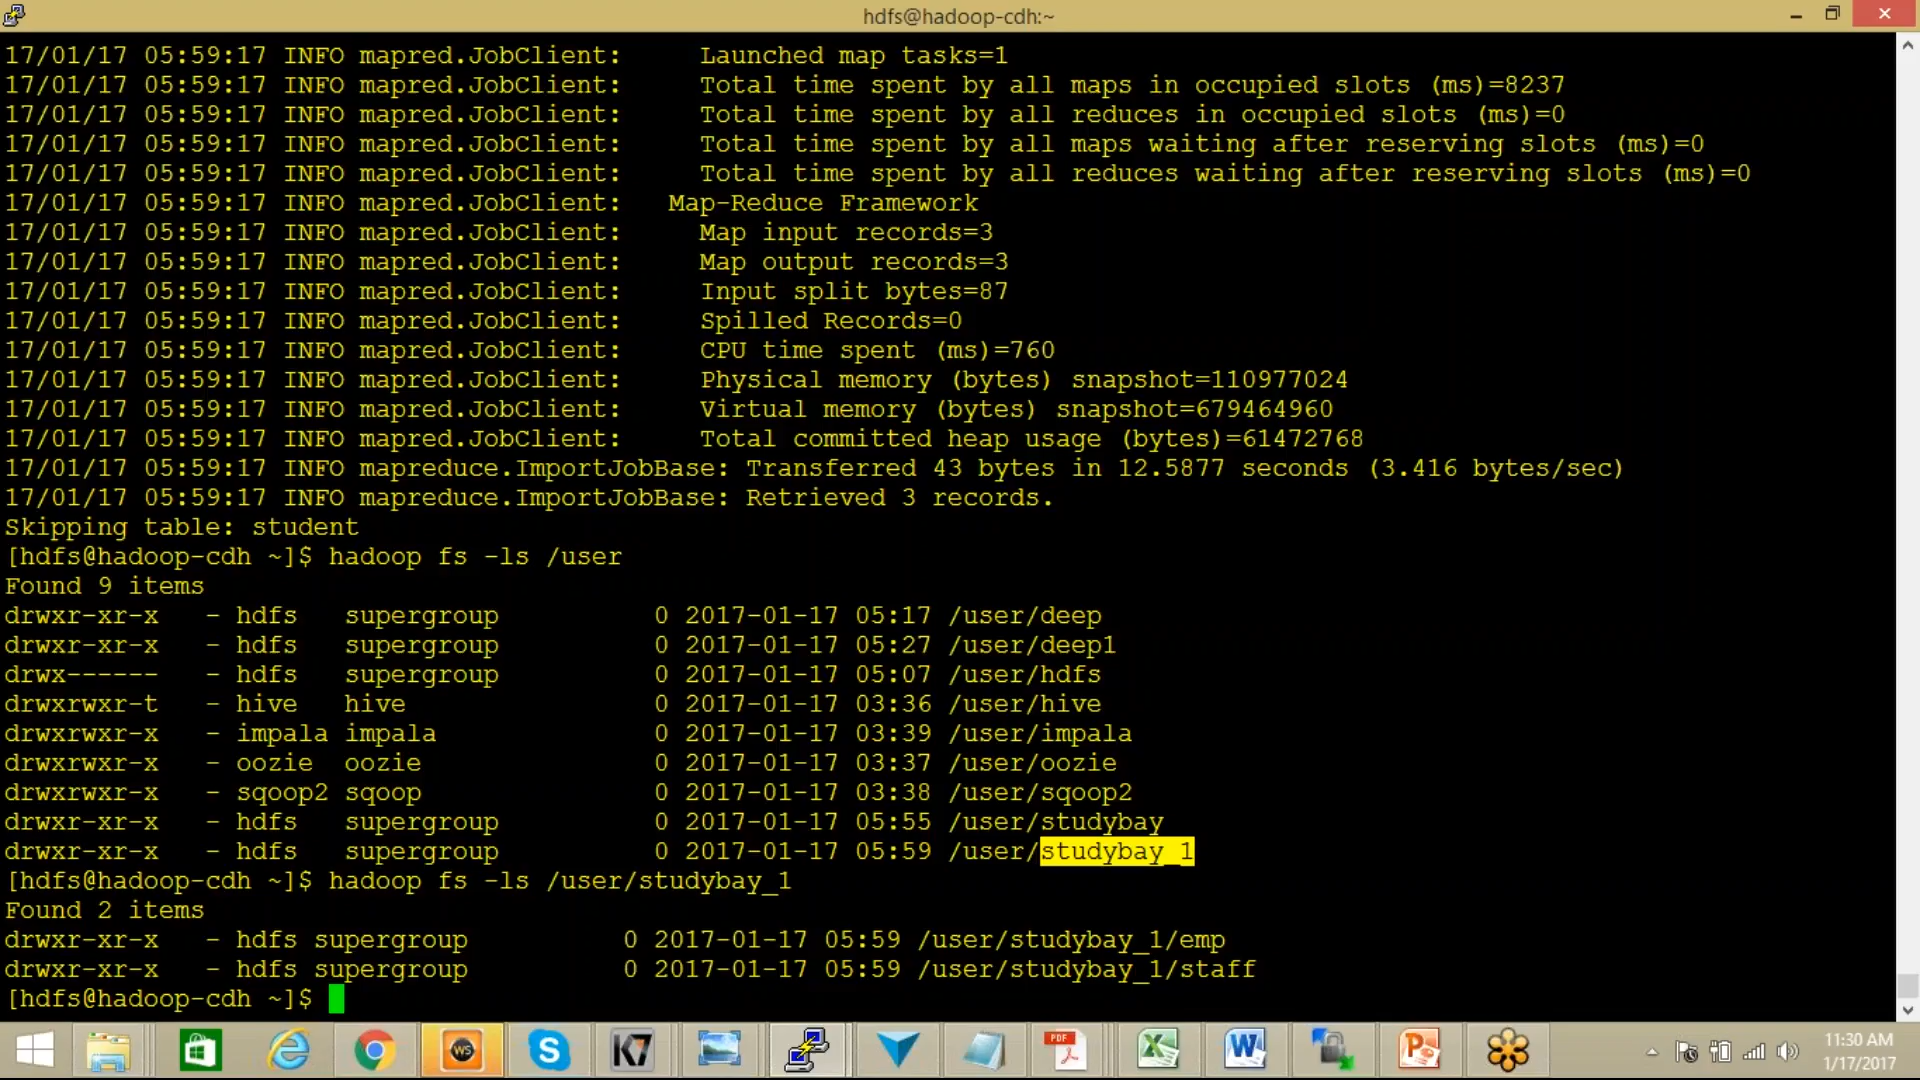 hdfs@hadoop-cdh:~
17/01/17 05:59:17 INFO mapred.JobClient:     Launched map tasks=1
17/01/17 05:59:17 INFO mapred.JobClient:     Total time spent by all maps in occupied slots (ms)=8237
17/01/17 05:59:17 INFO mapred.JobClient:     Total time spent by all reduces in occupied slots (ms)=0
17/01/17 05:59:17 INFO mapred.JobClient:     Total time spent by all maps waiting after reserving slots (ms)=0
17/01/17 05:59:17 INFO mapred.JobClient:     Total time spent by all reduces waiting after reserving slots (ms)=0
17/01/17 05:59:17 INFO mapred.JobClient:   Map-Reduce Framework
17/01/17 05:59:17 INFO mapred.JobClient:     Map input records=3
17/01/17 05:59:17 INFO mapred.JobClient:     Map output records=3
17/01/17 05:59:17 INFO mapred.JobClient:     Input split bytes=87
17/01/17 05:59:17 INFO mapred.JobClient:     Spilled Records=0
17/01/17 05:59:17 INFO mapred.JobClient:     CPU time spent (ms)=760
17/01/17 05:59:17 INFO mapred.JobClient:     Physical memory (bytes) snapshot=110977024
17/01/17 05:59:17 INFO mapred.JobClient:     Virtual memory (bytes) snapshot=679464960
17/01/17 05:59:17 INFO mapred.JobClient:     Total committed heap usage (bytes)=61472768
17/01/17 05:59:17 INFO mapreduce.ImportJobBase: Transferred 43 bytes in 12.5877 seconds (3.416 bytes/sec)
17/01/17 05:59:17 INFO mapreduce.ImportJobBase: Retrieved 3 records.
Skipping table: student
[hdfs@hadoop-cdh ~]$ hadoop fs -ls /user
Found 9 items
drwxr-xr-x   - hdfs   supergroup          0 2017-01-17 05:17 /user/deep
drwxr-xr-x   - hdfs   supergroup          0 2017-01-17 05:27 /user/deep1
drwx------   - hdfs   supergroup          0 2017-01-17 05:07 /user/hdfs
drwxrwxr-t   - hive   hive                0 2017-01-17 03:36 /user/hive
drwxrwxr-x   - impala impala              0 2017-01-17 03:39 /user/impala
drwxrwxr-x   - oozie  oozie               0 2017-01-17 03:37 /user/oozie
drwxrwxr-x   - sqoop2 sqoop               0 2017-01-17 03:38 /user/sqoop2
drwxr-xr-x   - hdfs   supergroup          0 2017-01-17 05:55 /user/studybay
drwxr-xr-x   - hdfs   supergroup          0 2017-01-17 05:59 /user/studybay_1
[hdfs@hadoop-cdh ~]$ hadoop fs -ls /user/studybay_1
Found 2 items
drwxr-xr-x   - hdfs supergroup          0 2017-01-17 05:59 /user/studybay_1/emp
drwxr-xr-x   - hdfs supergroup          0 2017-01-17 05:59 /user/studybay_1/staff
[hdfs@hadoop-cdh ~]$
WS
S
K7
PDF
X
W
P
11:30 AM
1/17/2017